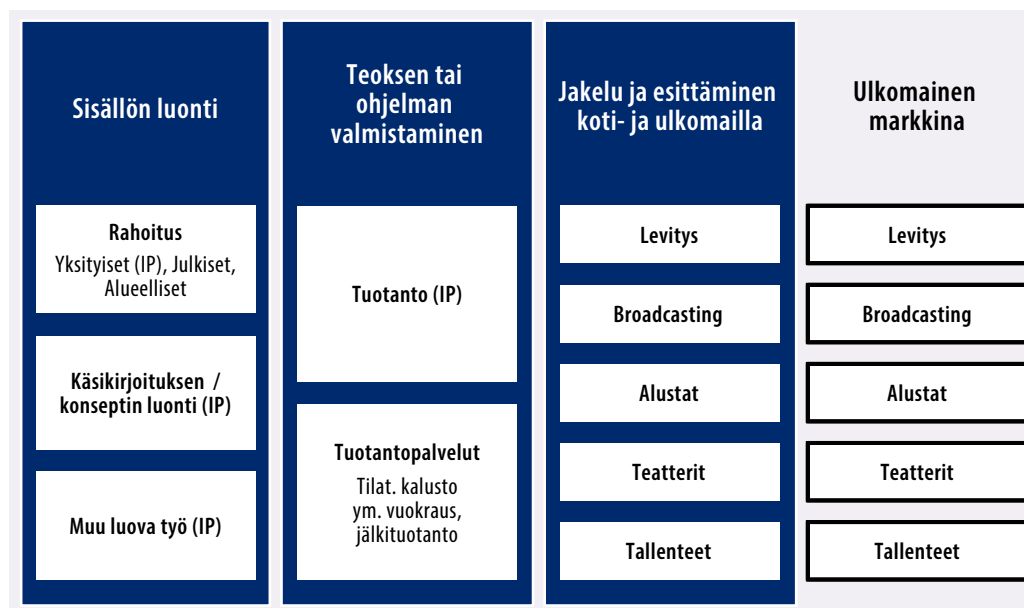 Sisällön luonti
Rahoitus
Yksityiset (IP), Julkiset,
Alueelliset
Käsikirjoituksen /
konseptin luonti (IP)
Muu luova työ (IP)
Teoksen tai
ohjelman
valmistaminen
Tuotanto (IP)
Tuotantopalvelut
Tilat. kalusto
ym. vuokraus,
jälkituotanto
Jakelu ja esittäminen
koti- ja ulkomailla
Levitys
Broadcasting
Alustat
Teatterit
Tallenteet
Ulkomainen
markkina
Levitys
Broadcasting
Alustat
Teatterit
Tallenteet